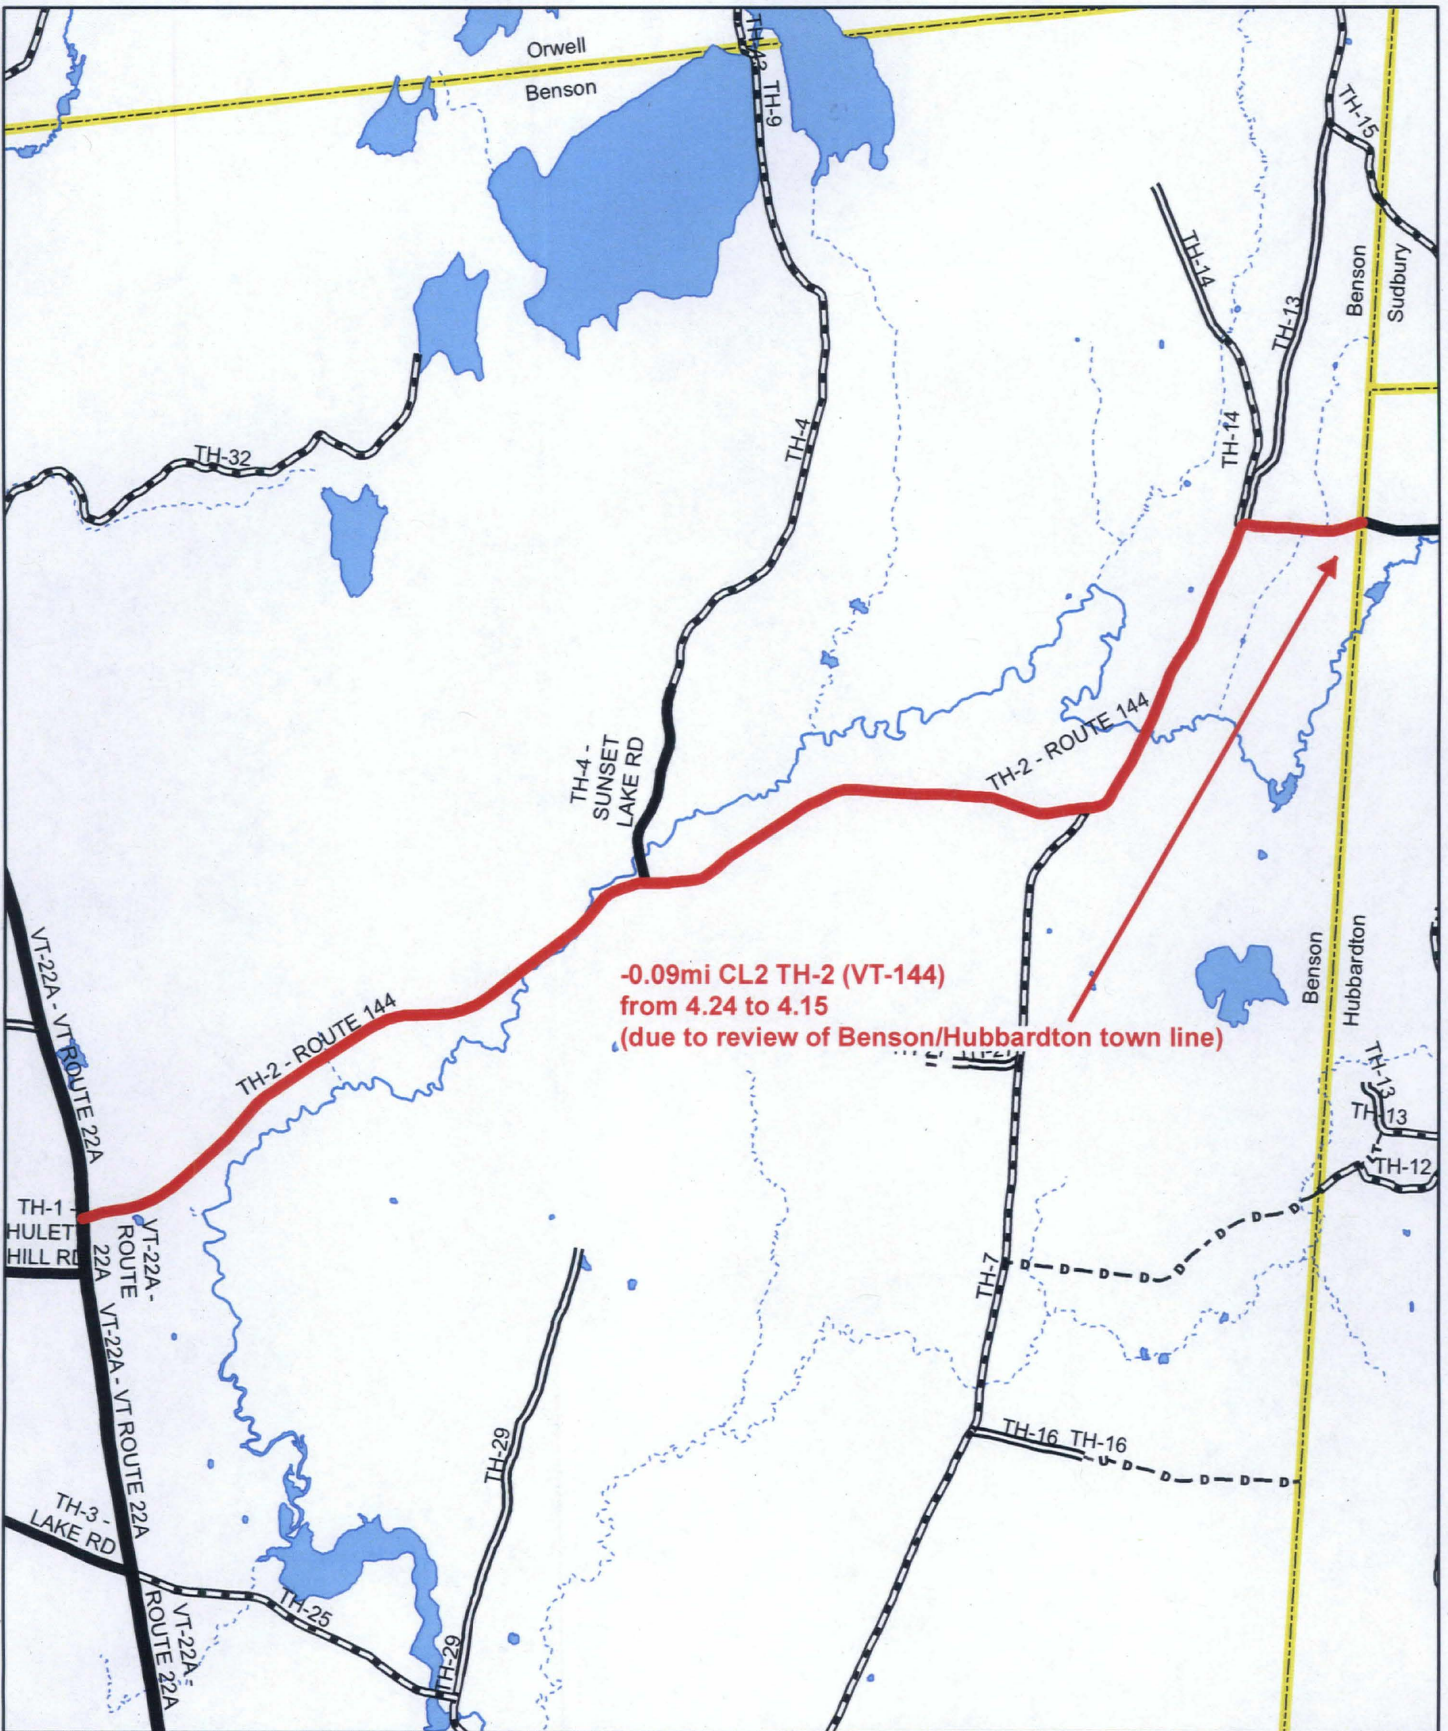 Orwell
Benson
TH-9
TH-15
TH-14
Benson
Sudbury
TH-13
TH-4
TH-14
TH-32
TH-4 -
SUNSET
LAKE RD
TH-2 - ROUTE 144
VT-22A - VT ROUTE 22A
-0.09mi CL2 TH-2 (VT-144)
from 4.24 to 4.15
(due to review of Benson/Hubbardton town line)
Benson
Hubbardton
TH-2 - ROUTE 144
TH-13
TH-13
TH-12
TH-1 -
HULET
HILL RD
VT-22A -
ROUTE
22A
TH-7
D D D D D D D D
VT-22A - VT ROUTE 22A
TH-29
TH-16 TH-16
D D D D D
TH-3 -
LAKE RD
TH-25
VT-22A -
ROUTE 22A
TH-29